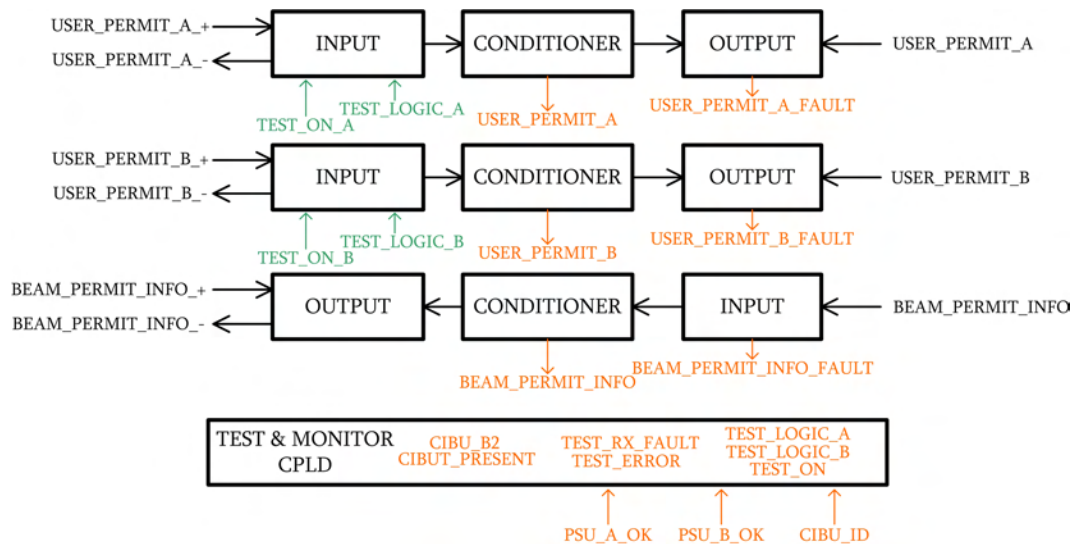 USER_PERMIT_A_+
USER_PERMIT_A_-
INPUT
CONDITIONER
OUTPUT
USER_PERMIT_A
TEST_ON_A
TEST_LOGIC_A
USER_PERMIT_A
USER_PERMIT_A_FAULT
USER_PERMIT_B_+
USER_PERMIT_B_-
INPUT
CONDITIONER
OUTPUT
USER_PERMIT_B
TEST_ON_B
TEST_LOGIC_B
USER_PERMIT_B
USER_PERMIT_B_FAULT
BEAM_PERMIT_INFO_+
BEAM_PERMIT_INFO_-
OUTPUT
CONDITIONER
INPUT
BEAM_PERMIT_INFO
BEAM_PERMIT_INFO
BEAM_PERMIT_INFO_FAULT
TEST & MONITOR
CPLD
CIBU_B2
CIBUT_PRESENT
TEST_RX_FAULT
TEST_ERROR
TEST_LOGIC_A
TEST_LOGIC_B
TEST_ON
PSU_A_OK
PSU_B_OK
CIBU_ID